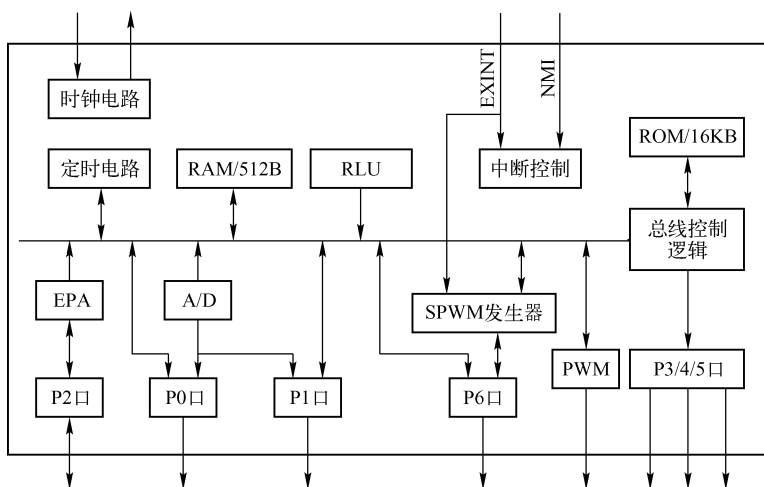 EXINT
NMI
时钟电路
ROM/16KB
定时电路
RAM/512B
RLU
中断控制
总线控制
逻辑
EPA
A/D
SPWM发生器
PWM
P3/4/5口
P2口
P0口
P1口
P6口